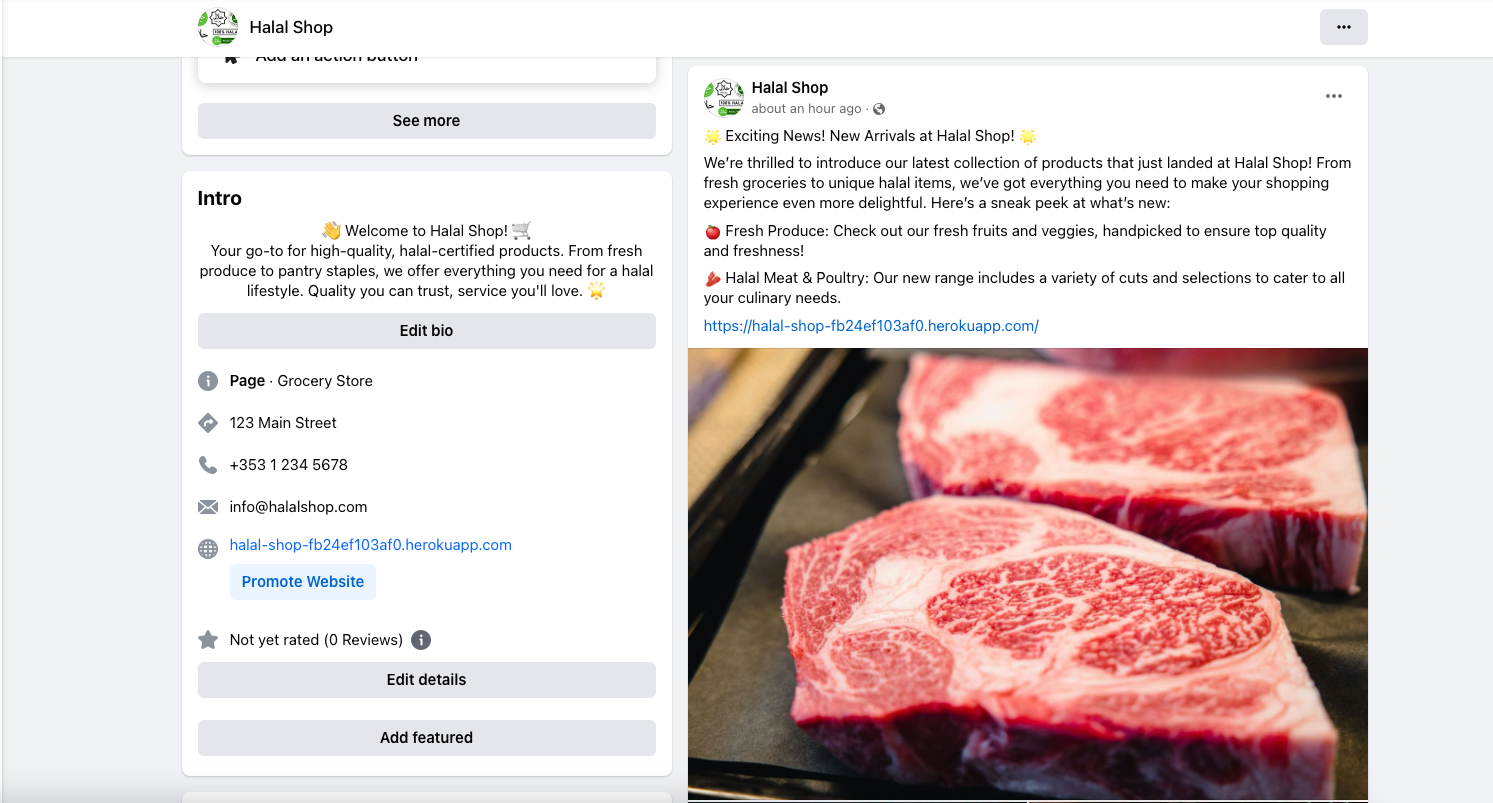 Halal Shop
Add an action button
See more
Intro
👋 Welcome to Halal Shop! 🛒
Your go-to for high-quality, halal-certified products. From fresh
produce to pantry staples, we offer everything you need for a halal
lifestyle. Quality you can trust, service you'll love. 🌟
Edit bio
Page · Grocery Store
123 Main Street
+353 1 234 5678
info@halalshop.com
halal-shop-fb24ef103af0.herokuapp.com
Promote Website
Not yet rated (0 Reviews)
Edit details
Add featured
Halal Shop
about an hour ago ·
🌟 Exciting News! New Arrivals at Halal Shop! 🌟
We’re thrilled to introduce our latest collection of products that just landed at Halal Shop! From
fresh groceries to unique halal items, we’ve got everything you need to make your shopping
experience even more delightful. Here’s a sneak peek at what’s new:
🍎 Fresh Produce: Check out our fresh fruits and veggies, handpicked to ensure top quality
and freshness!
🥩 Halal Meat & Poultry: Our new range includes a variety of cuts and selections to cater to all
your culinary needs.
https://halal-shop-fb24ef103af0.herokuapp.com/